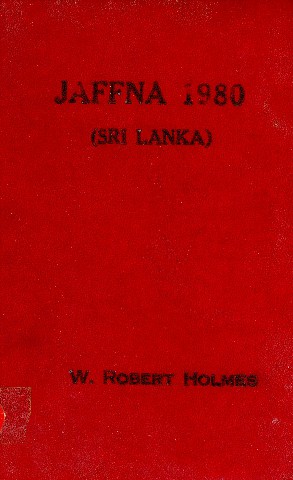 JAFFNA 1980
(SRI LANKA)
W. ROBERT HOLMES